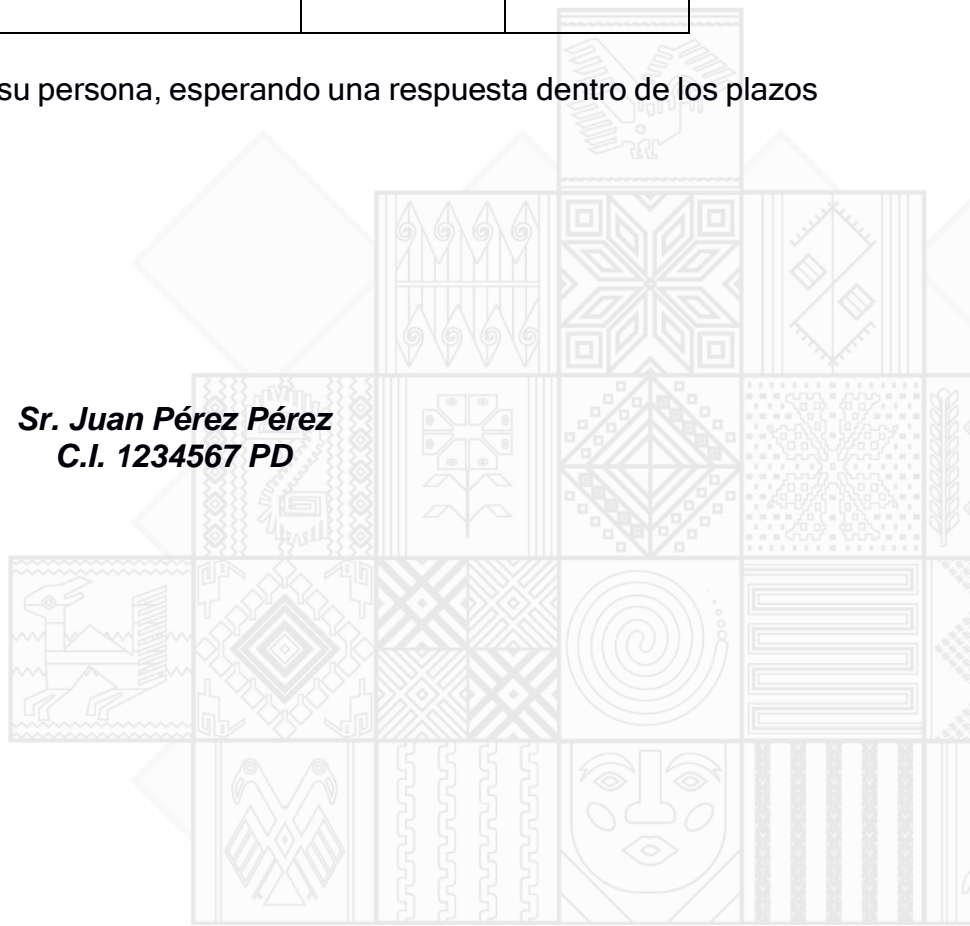 su persona, esperando una respuesta dentro de los plazos
Sr. Juan Pérez Pérez
C.I. 1234567 PD